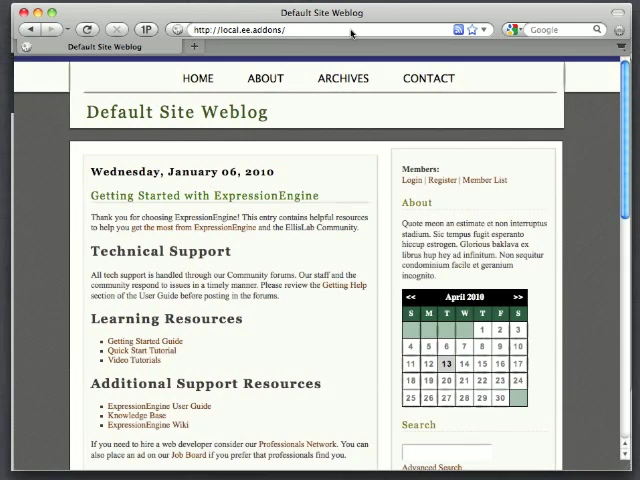 Default Site Weblog
1P
http://local.ee.addons/
Google
Default Site Weblog
+
HOME ABOUT ARCHIVES CONTACT
Default Site Weblog
Wednesday, January 06, 2010
Getting Started with ExpressionEngine
Thank you for choosing ExpressionEngine! This entry contains helpful resources
to help you get the most from ExpressionEngine and the EllisLab Community.
Technical Support
All tech support is handled through our Community forums. Our staff and the
community respond to issues in a timely manner. Please review the Getting Help
section of the User Guide before posting in the forums.
Learning Resources
Getting Started Guide
Quick Start Tutorial
Video Tutorials
Additional Support Resources
ExpressionEngine User Guide
Knowledge Base
ExpressionEngine Wiki
If you need to hire a web developer consider our Professionals Network. You can
also place an ad on our Job Board if you prefer that professionals find you.
Members:
Login | Register | Member List
About
Quote meon an estimate et non interruptus
stadium. Sic tempus fugit esperanto
hiccup estrogen. Glorious baklava ex
librus hup hey ad infinitum. Non sequitur
condominium facile et geranium
incognito.
<< April 2010 >>
S M T W T F S
1 2 3
4 5 6 7 8 9 10
11 12 13 14 15 16 17
18 19 20 21 22 23 24
25 26 27 28 29 30
Search
Advanced Search